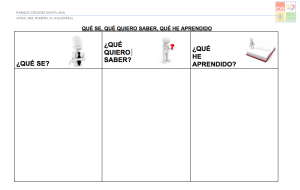 QUÉ SE, QUÉ QUIERO SABER, QUÉ HE APRENDIDO
¿QUÉ SE?
¿QUÉ
QUIERO
SABER?
¿QUÉ
HE
APRENDIDO?